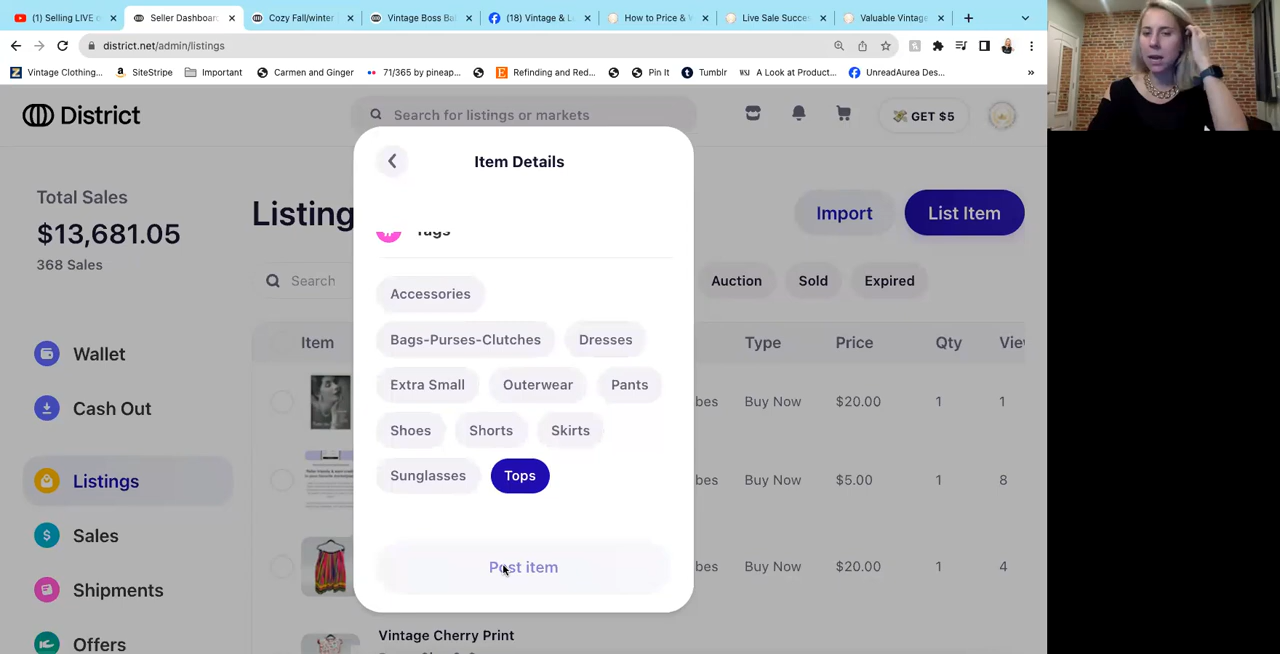 (1) Selling LIVE o
Seller Dashboar
Cozy Fall/winter
Vintage Boss Ba
(18) Vintage & L
How to Price & 
Live Sale Succe
Valuable Vintage
district.net/admin/listings
Vintage Clothing...
SiteStripe
Important
Carmen and Ginger
71/365 by pineap...
Refinding and Red...
Pin It
Tumblr
WSJ A Look at Product...
UnreadAurea Des...
»
District
Search for listings or markets
GET $5
Item Details
Total Sales
$13,681.05
368 Sales
Listing
Import
List Item
Tags
Search
Auction
Sold
Expired
Accessories
Bags-Purses-Clutches
Dresses
Extra Small
Outerwear
Pants
Shoes
Shorts
Skirts
Sunglasses
Tops
Post item
Item
Type
Price
Qty
Vie
bes
Buy Now
$20.00
1
1
Buy Now
$5.00
1
8
bes
Buy Now
$20.00
1
4
Vintage Cherry Print
Wallet
Cash Out
Listings
Sales
Shipments
Offers